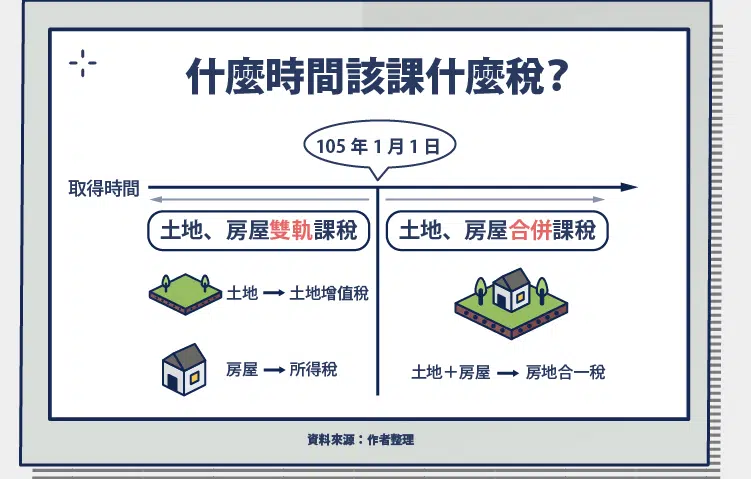 什麼時間該課什麼稅？
105 年 1 月 1 日
取得時間
土地、房屋雙軌課稅
土地、房屋合併課稅
土地 → 土地增值稅
房屋 → 所得稅
土地＋房屋 → 房地合一稅
資料來源：作者整理